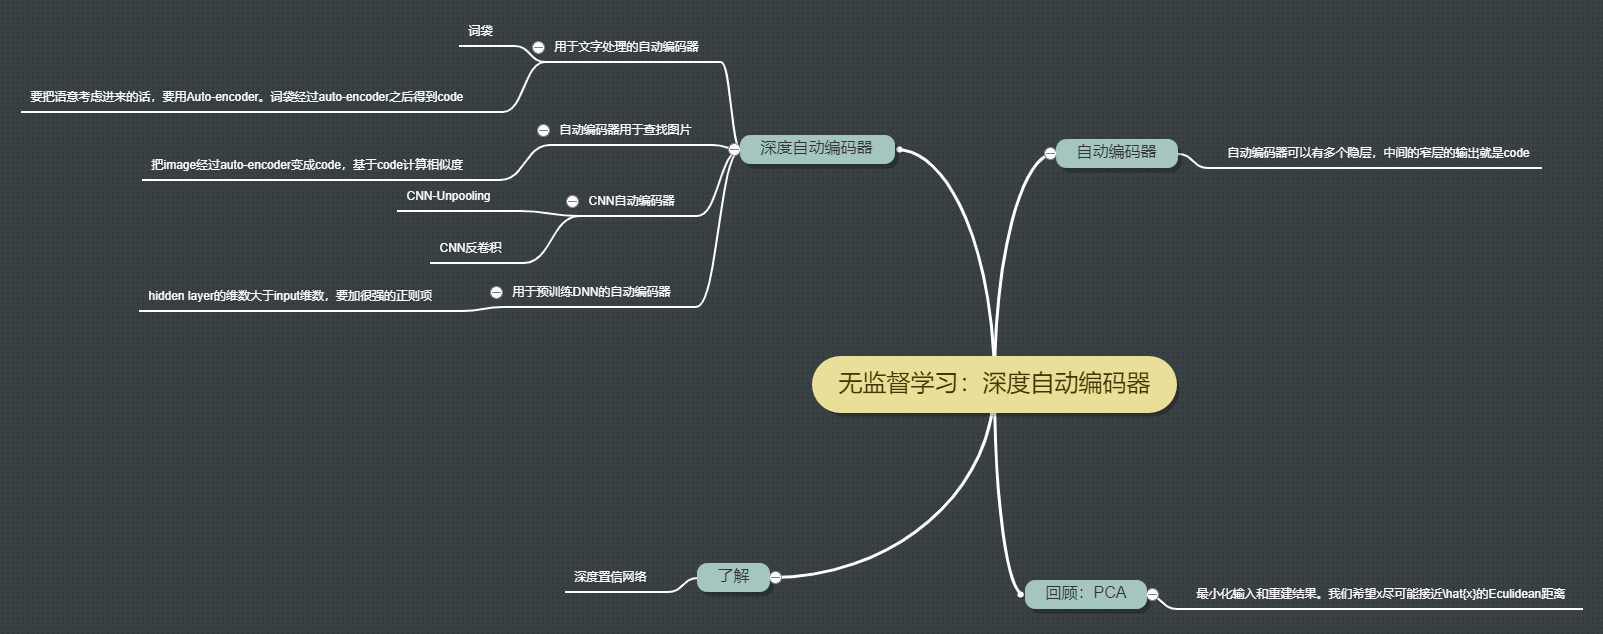 词袋
用于文字处理的自动编码器
要把语意考虑进来的话，要用Auto-encoder。词袋经过auto-encoder之后得到code
自动编码器用于查找图片
把image经过auto-encoder变成code，基于code计算相似度
深度自动编码器
CNN-Unpooling
CNN自动编码器
CNN反卷积
hidden layer的维数大于input维数，要加很强的正则项
用于预训练DNN的自动编码器
自动编码器
自动编码器可以有多个隐层，中间的窄层的输出就是code
无监督学习：深度自动编码器
深度置信网络
了解
回顾：PCA
最小化输入和重建结果。我们希望x尽可能接近\hat{x}的Eculidean距离